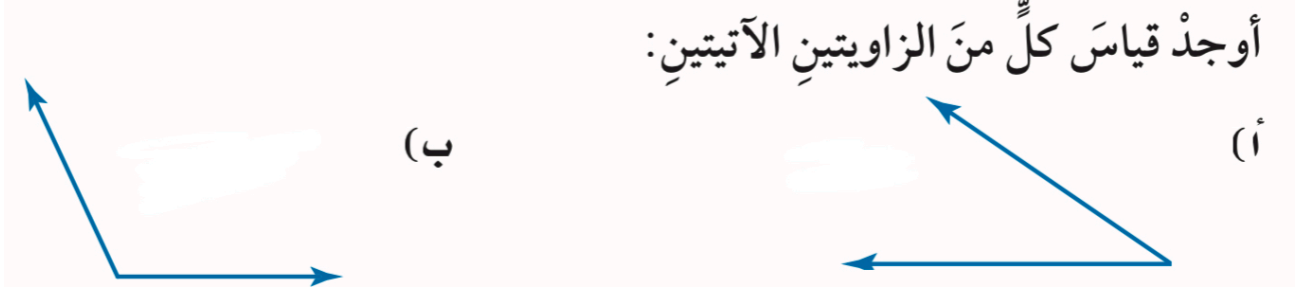 أوجدْ قياسَ كلٍّ منَ الزاويتينِ الآتيتينِ:
أ)
ب)